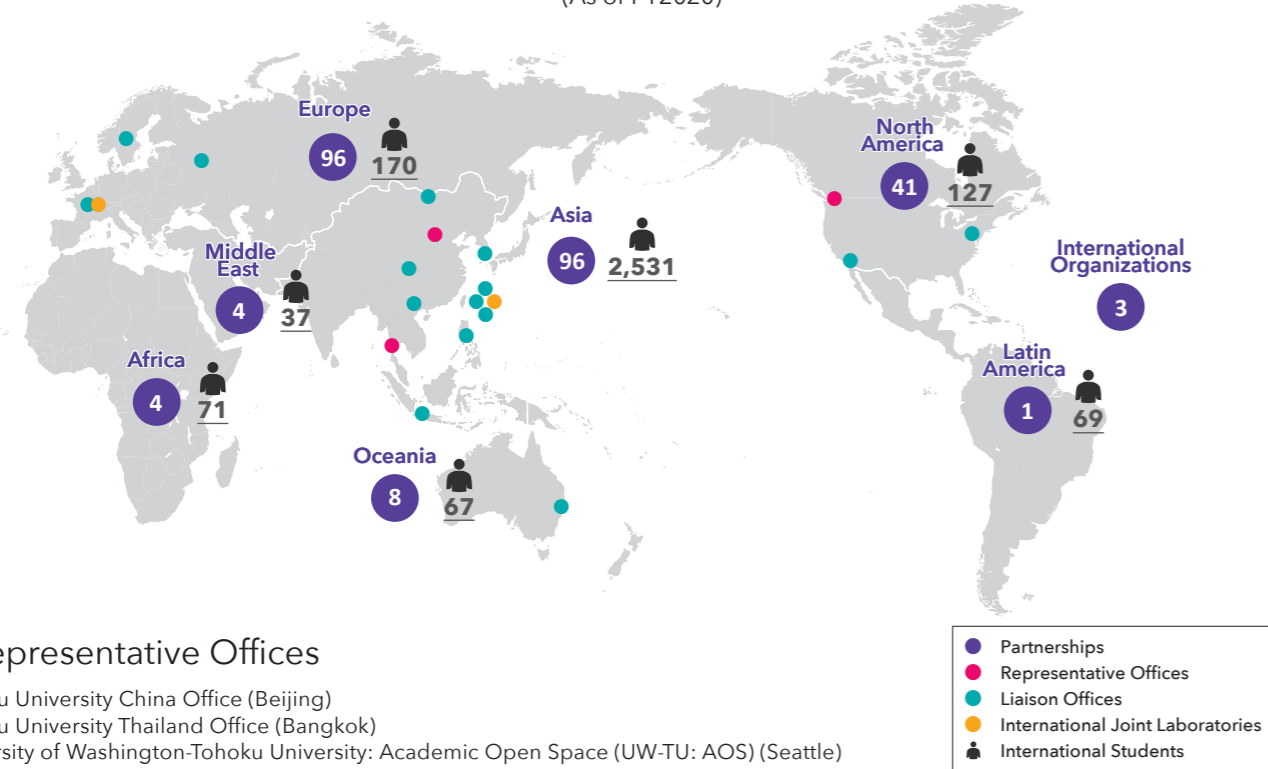 (As of FY2020)
Europe
96
170
North
America
41
127
Asia
96
2,531
Middle
East
4
37
International
Organizations
3
Africa
4
71
Latin
America
1
69
Oceania
8
67
epresentative Offices
u University China Office (Beijing)
u University Thailand Office (Bangkok)
rsity of Washington-Tohoku University: Academic Open Space (UW-TU: AOS) (Seattle)
Partnerships
Representative Offices
Liaison Offices
International Joint Laboratories
International Students